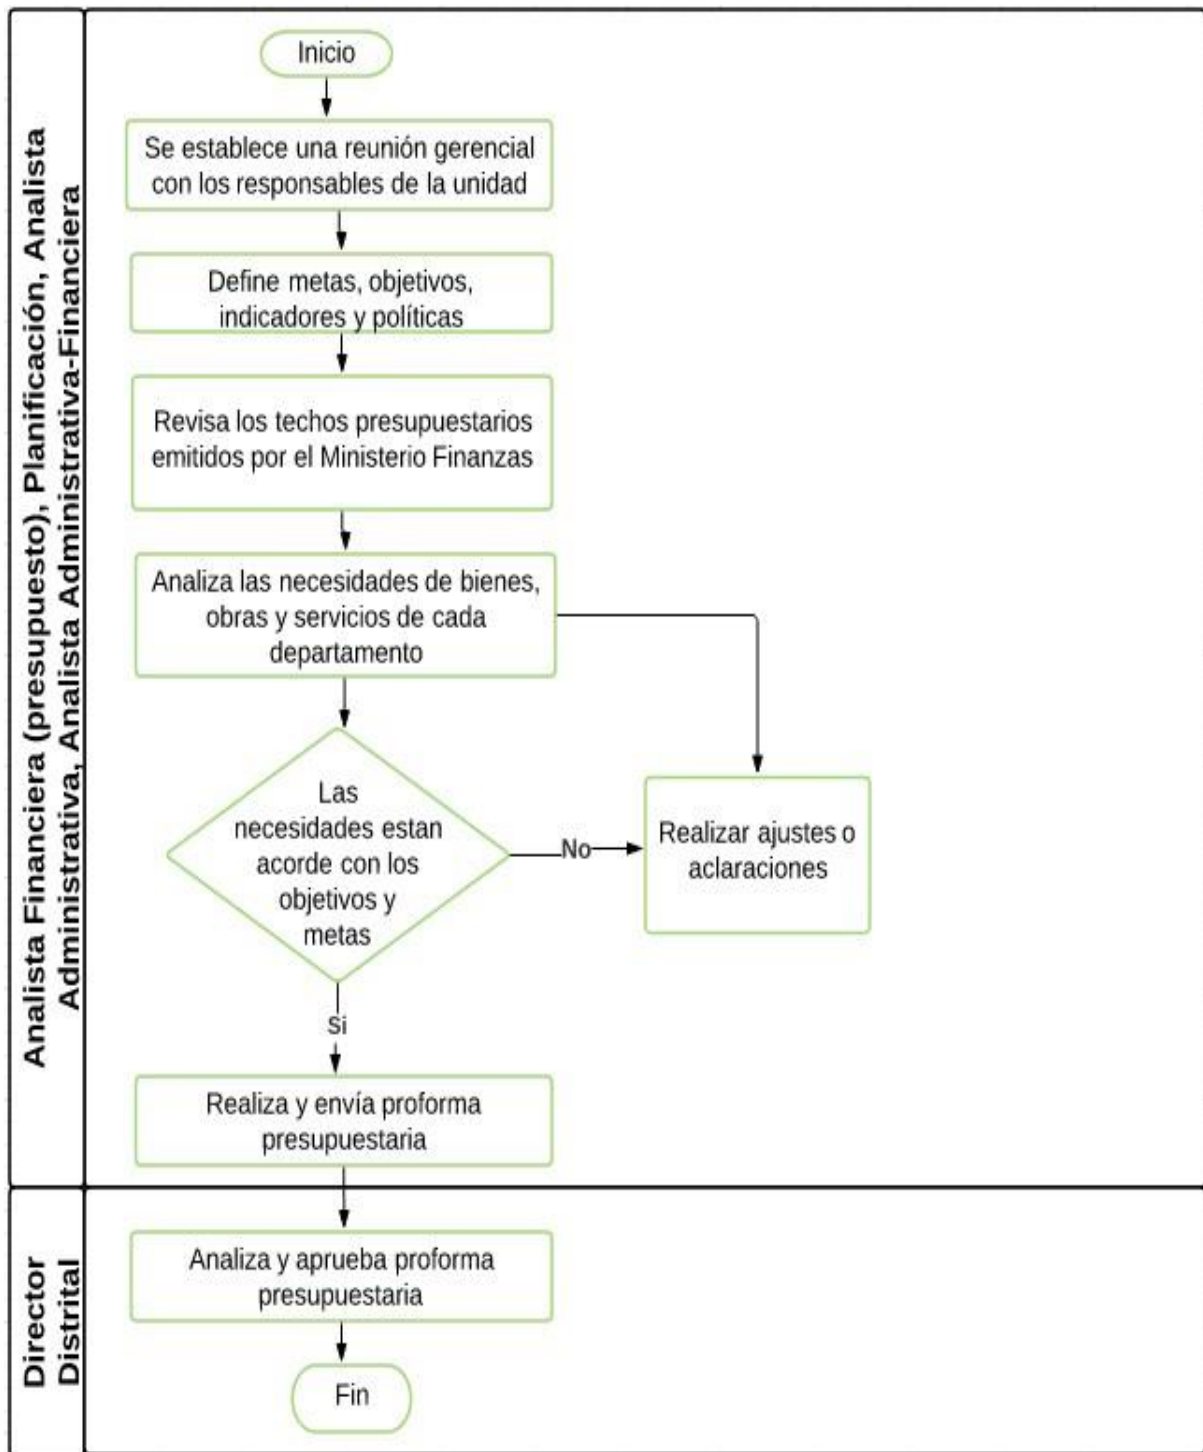 Analista Financiera (presupuesto), Planificación, Analista
Administrativa, Analista Administrativa-Financiera
Inicio
Se establece una reunión gerencial
con los responsables de la unidad
Define metas, objetivos,
indicadores y políticas
Revisa los techos presupuestarios
emitidos por el Ministerio Finanzas
Analiza las necesidades de bienes,
obras y servicios de cada
departamento
Las
necesidades estan
acorde con los
objetivos y
metas
No
Realizar ajustes o
aclaraciones
Si
Realiza y envía proforma
presupuestaria
Director
Distrital
Analiza y aprueba proforma
presupuestaria
Fin